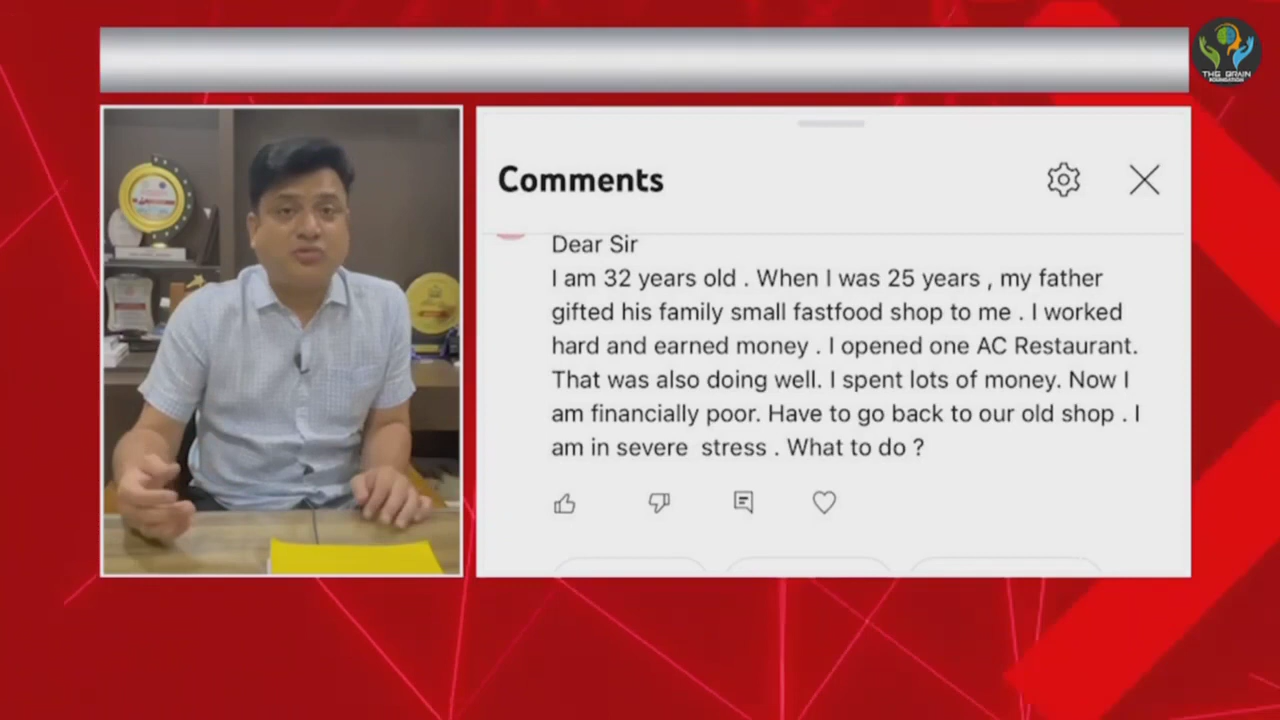 THE BRAIN
FOUNDATION
Comments
Dear Sir
I am 32 years old . When I was 25 years , my father
gifted his family small fastfood shop to me . I worked
hard and earned money . I opened one AC Restaurant.
That was also doing well. I spent lots of money. Now I
am financially poor. Have to go back to our old shop . I
am in severe  stress . What to do ?